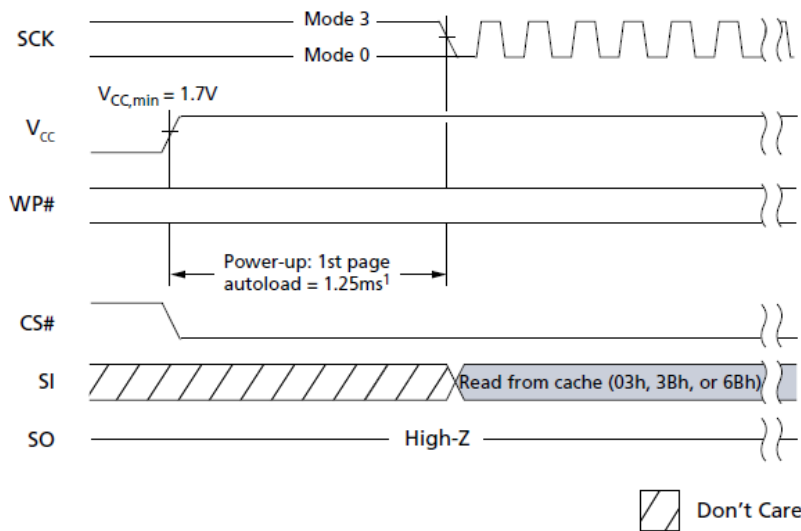 SCK
Mode 3
Mode 0
VCC,min = 1.7V
VCC
WP#
Power-up: 1st page
autoload = 1.25ms1
CS#
SI
Read from cache (03h, 3Bh, or 6Bh)
SO
High-Z
Don't Care